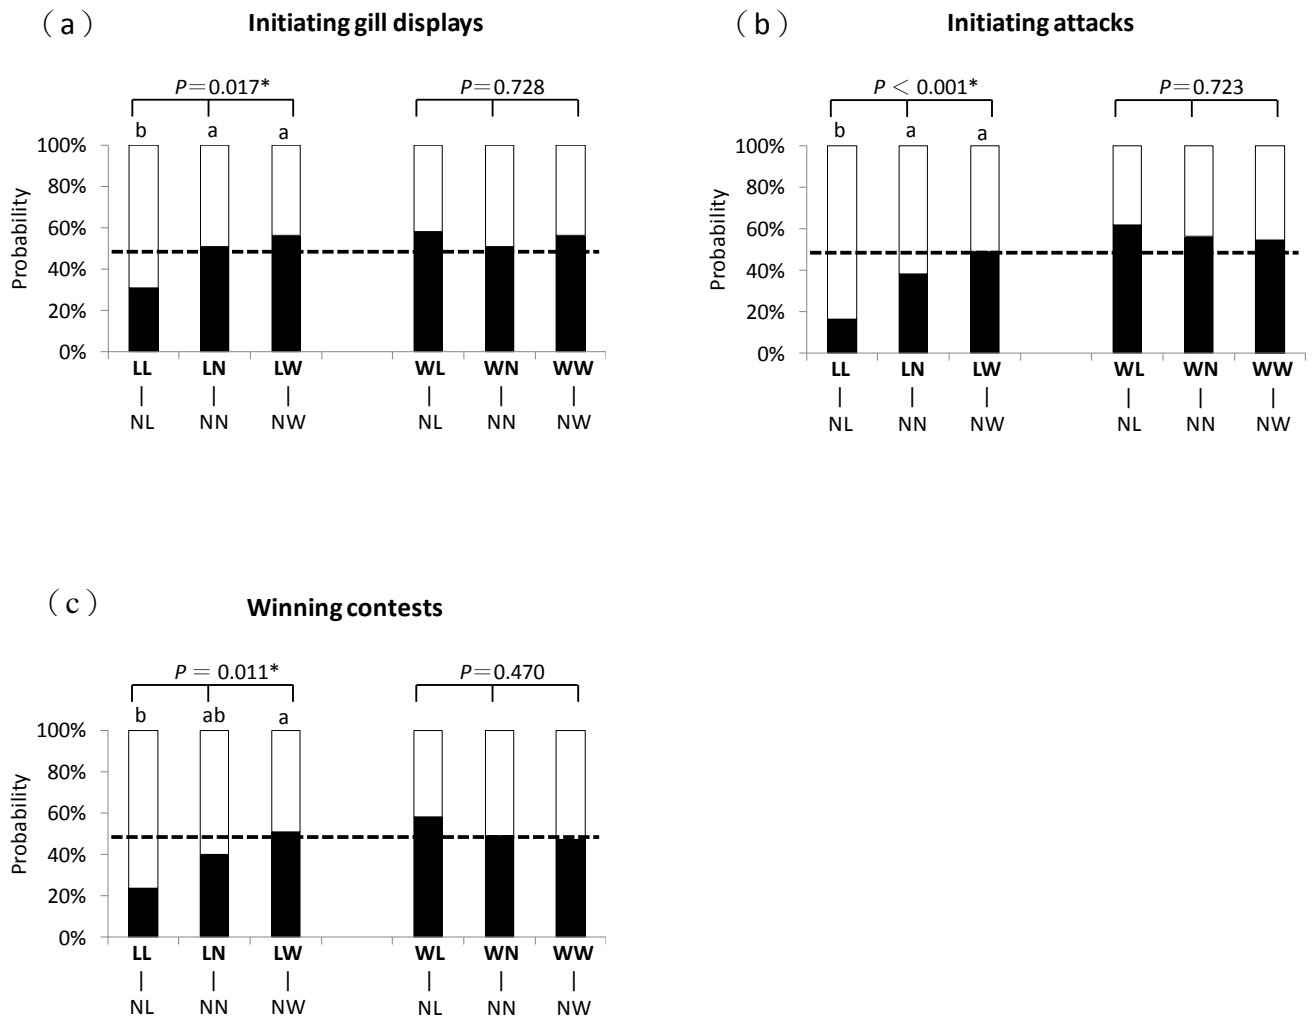 (a) Initiating gill displays
P=0.017* P=0.728
b a a
100%
80%
60%
40%
20%
0%
Probability
LL LN LW WL WN WW
NL NN NW NL NN NW
(b) Initiating attacks
P < 0.001* P=0.723
b a a
100%
80%
60%
40%
20%
0%
Probability
LL LN LW WL WN WW
NL NN NW NL NN NW
(c) Winning contests
P = 0.011* P=0.470
b ab a
100%
80%
60%
40%
20%
0%
Probability
LL LN LW WL WN WW
NL NN NW NL NN NW